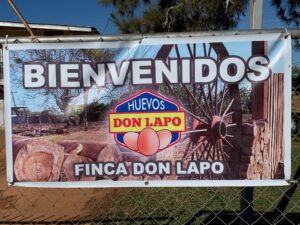 BIENVENIDOS
HUEVOS
DON LAPO
FINCA DON LAPO